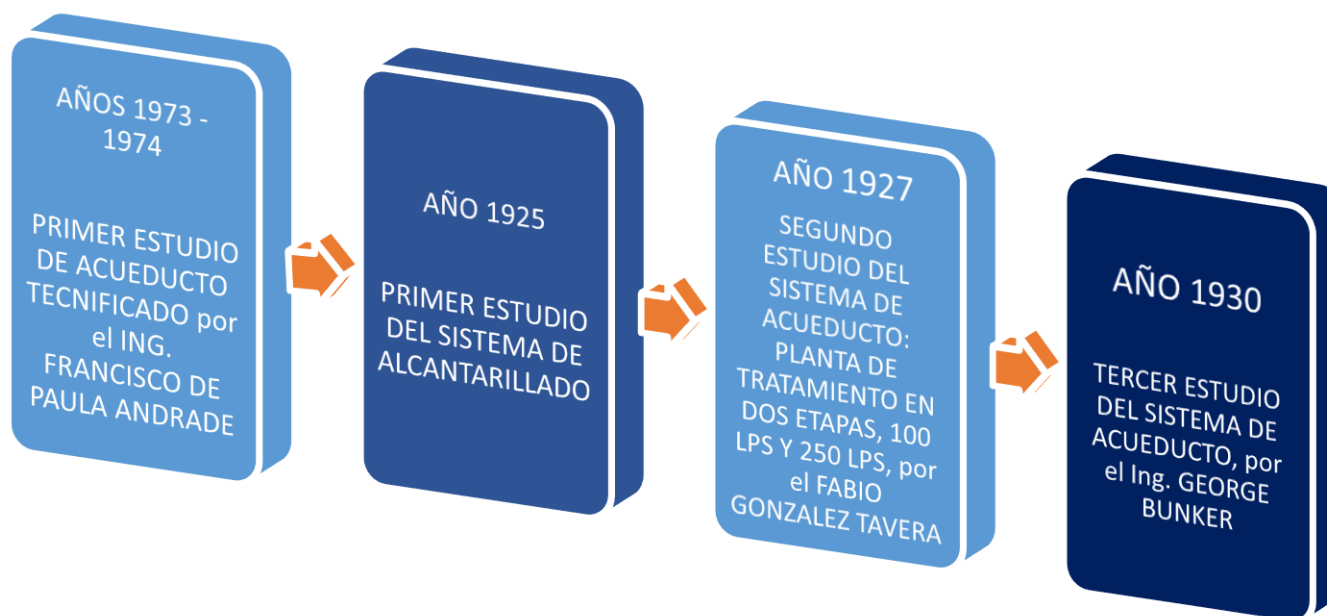 AÑOS 1973 -
1974
PRIMER ESTUDIO
DE ACUEDUCTO
TECNIFICADO por
el ING.
FRANCISCO DE
PAULA ANDRADE
AÑO 1925
PRIMER ESTUDIO
DEL SISTEMA DE
ALCANTARILLADO
AÑO 1927
SEGUNDO
ESTUDIO DEL
SISTEMA DE
ACUEDUCTO:
PLANTA DE
TRATAMIENTO EN
DOS ETAPAS, 100
LPS Y 250 LPS, por
el FABIO
GONZALEZ TAVERA
AÑO 1930
TERCER ESTUDIO
DEL SISTEMA DE
ACUEDUCTO, por
el Ing. GEORGE
BUNKER